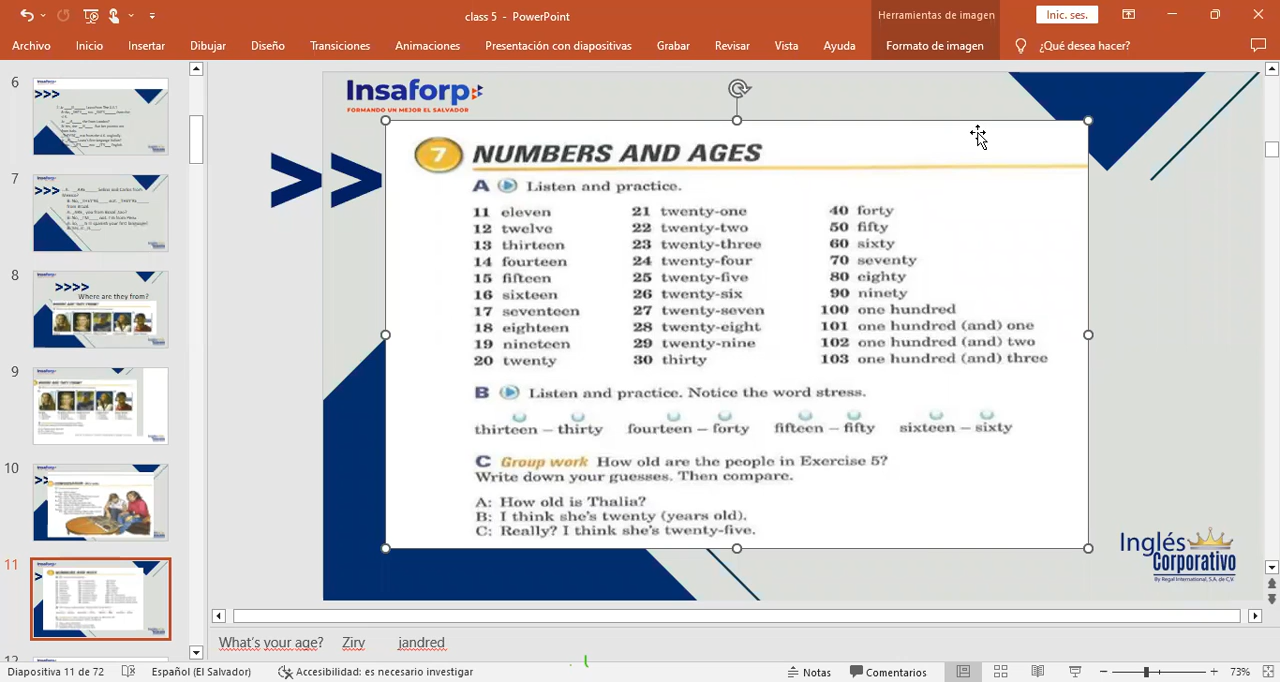 class 5 - PowerPoint
Herramientas de imagen
Inic. ses.
Archivo Inicio Insertar Dibujar Diseño Transiciones Animaciones Presentación con diapositivas Grabar Revisar Vista Ayuda Formato de imagen ¿Qué desea hacer?
6
7
8
Where are they from?
9
10
11
Insaforp
FORMANDO UN MEJOR EL SALVADOR
7 NUMBERS AND AGES
A Listen and practice.
11 eleven 21 twenty-one 40 forty
12 twelve 22 twenty-two 50 fifty
13 thirteen 23 twenty-three 60 sixty
14 fourteen 24 twenty-four 70 seventy
15 fifteen 25 twenty-five 80 eighty
16 sixteen 26 twenty-six 90 ninety
17 seventeen 27 twenty-seven 100 one hundred
18 eighteen 28 twenty-eight 101 one hundred (and) one
19 nineteen 29 twenty-nine 102 one hundred (and) two
20 twenty 30 thirty 103 one hundred (and) three
B Listen and practice. Notice the word stress.
thirteen – thirty fourteen – forty fifteen – fifty sixteen – sixty
C Group work How old are the people in Exercise 5?
Write down your guesses. Then compare.
A: How old is Thalia?
B: I think she's twenty (years old).
C: Really? I think she's twenty-five.
Inglés
Corporativo
By Regal International, S.A. de C.V.
What's your age? Ziry jandred
Diapositiva 11 de 72 Español (El Salvador) Accesibilidad: es necesario investigar Notas Comentarios 73%